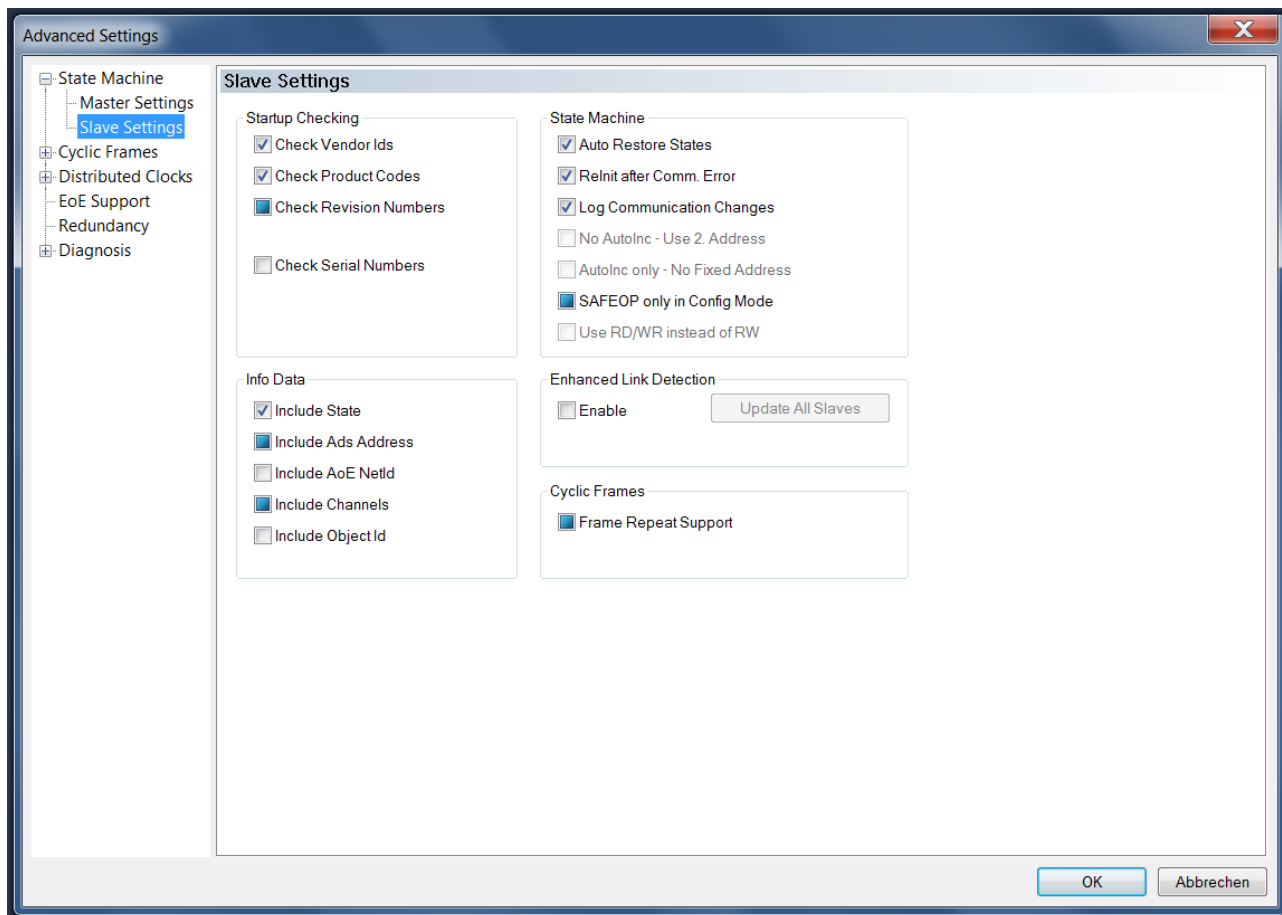 Advanced Settings
State Machine
Master Settings
Slave Settings
Cyclic Frames
Distributed Clocks
EoE Support
Redundancy
Diagnosis
Slave Settings
Startup Checking
Check Vendor Ids
Check Product Codes
Check Revision Numbers
Check Serial Numbers
State Machine
Auto Restore States
ReInit after Comm. Error
Log Communication Changes
No AutoInc - Use 2. Address
AutoInc only - No Fixed Address
SAFEOP only in Config Mode
Use RD/WR instead of RW
Info Data
Include State
Include Ads Address
Include AoE NetId
Include Channels
Include Object Id
Enhanced Link Detection
Enable
Update All Slaves
Cyclic Frames
Frame Repeat Support
OK
Abbrechen